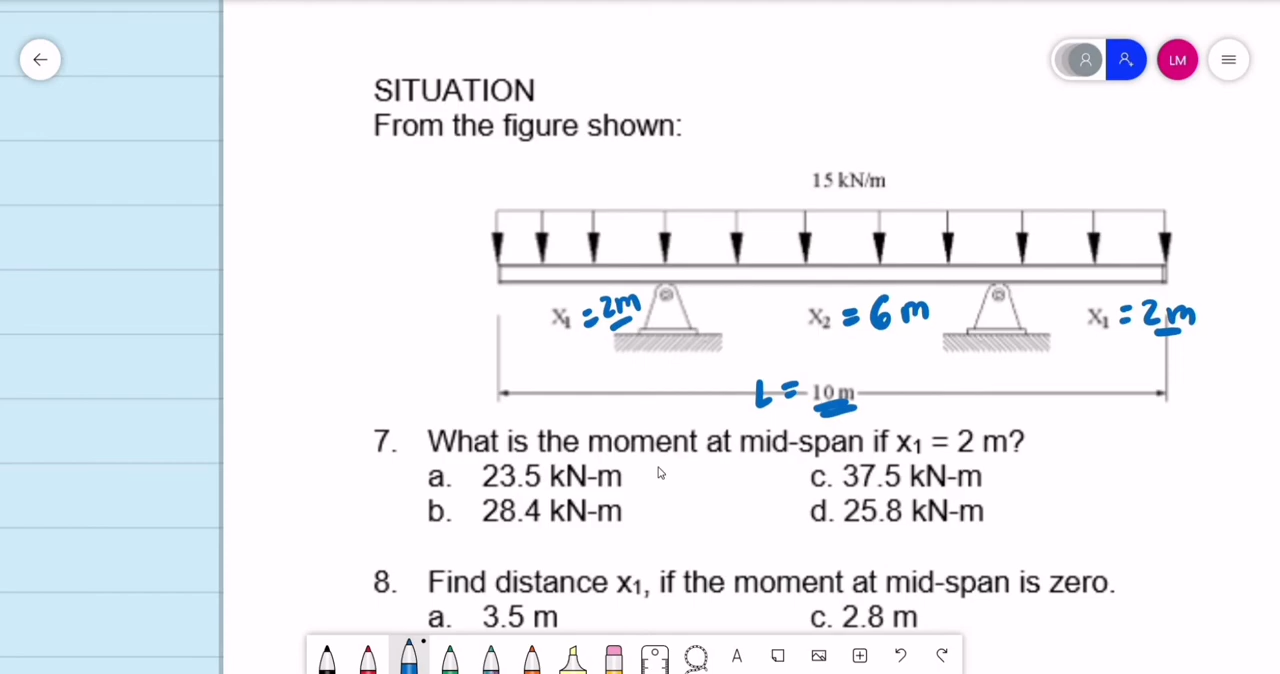 LM
SITUATION
From the figure shown:
15 kN/m
X1 = 2m X2 = 6 m X1 = 2m
L = 10 m
7. What is the moment at mid-span if x1 = 2 m?
a. 23.5 kN-m c. 37.5 kN-m
b. 28.4 kN-m d. 25.8 kN-m
8. Find distance x1, if the moment at mid-span is zero.
a. 3.5 m c. 2.8 m
A